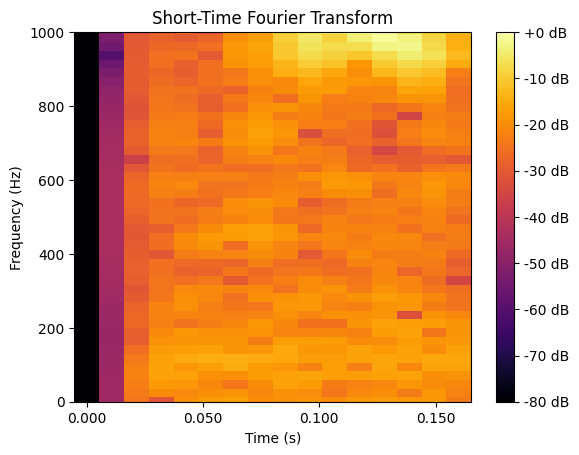 Short-Time Fourier Transform
1000
800
600
400
200
0
Frequency (Hz)
0.000
0.050
0.100
0.150
Time (s)
+0 dB
-10 dB
-20 dB
-30 dB
-40 dB
-50 dB
-60 dB
-70 dB
-80 dB